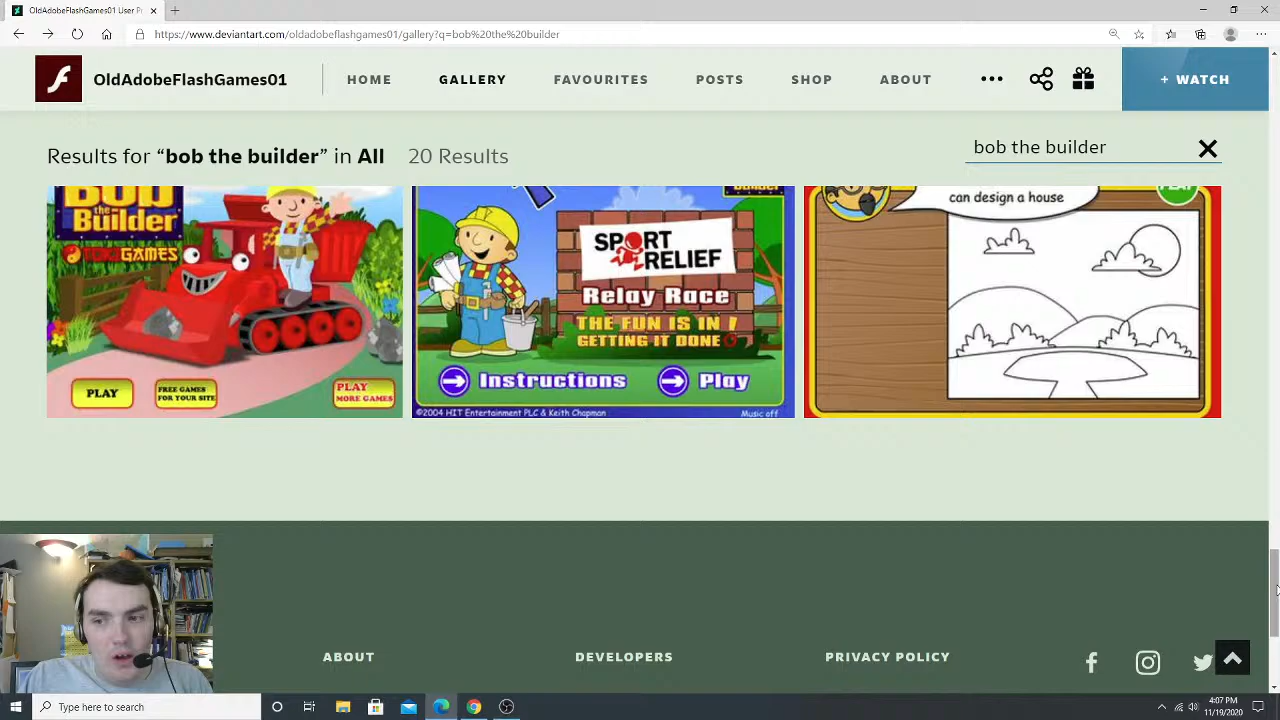 OldAdobeFlashGames01 User Pr
https://www.deviantart.com/oldadobeflashgames01/gallery?q=bob%20the%20builder
OldAdobeFlashGames01
HOME
GALLERY
FAVOURITES
POSTS
SHOP
ABOUT
+ WATCH
Results for “bob the builder” in All
20 Results
bob the builder
BOB
the
Builder
GAMES
PLAY
FREE GAMES
FOR YOUR SITE
PLAY
MORE GAMES
SPORT
RELIEF
Relay Race
THE FUN IS IN
GETTING IT DONE
Instructions
Play
©2004 HIT Entertainment PLC & Keith Chapman
Music off
can design a house
ABOUT
DEVELOPERS
PRIVACY POLICY
Type here to search
4:07 PM
11/19/2020